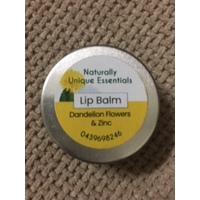 Naturally
Unique Essentials
Lip Balm
Dandelion Flowers
& Zinc
0439698246